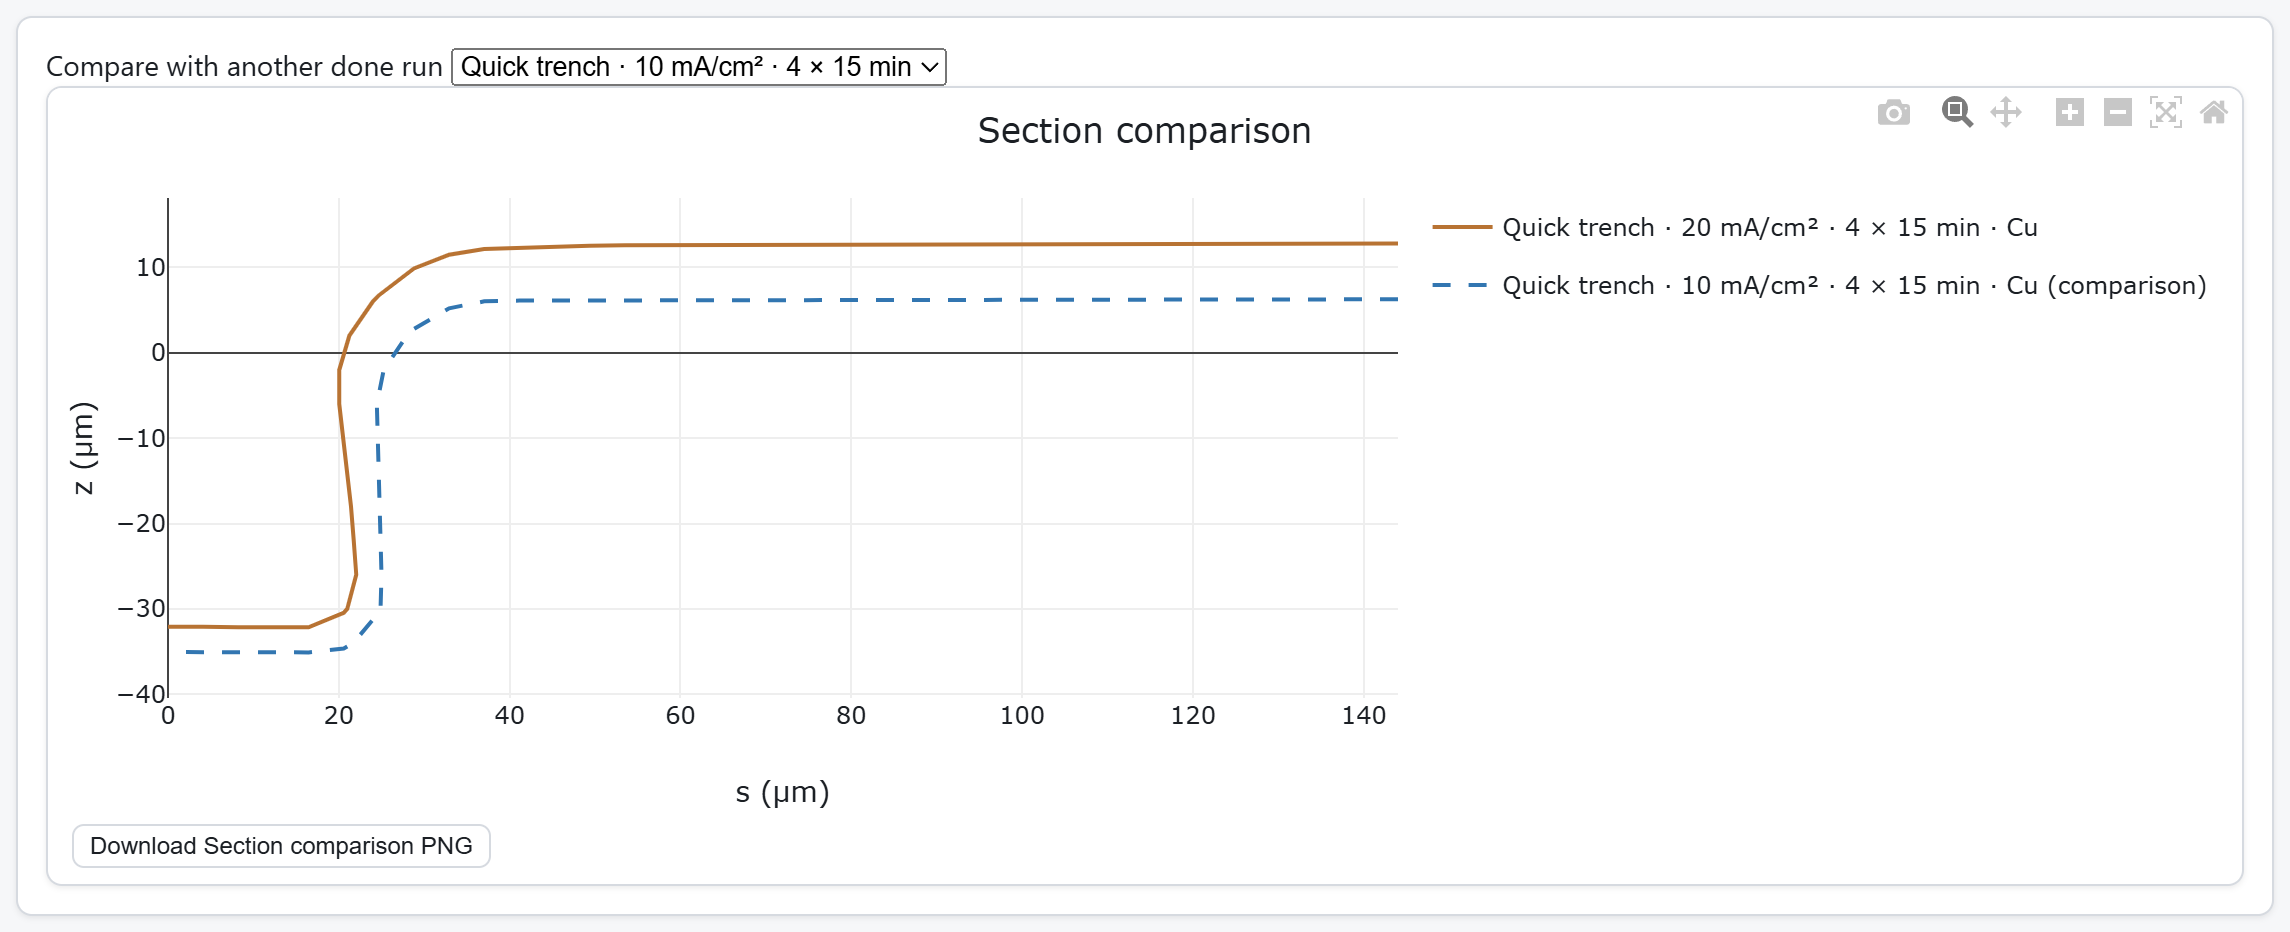 Compare with another done run Quick trench · 10 mA/cm² · 4 × 15 min
Section comparison
Quick trench · 20 mA/cm² · 4 × 15 min · Cu
Quick trench · 10 mA/cm² · 4 × 15 min · Cu (comparison)
z (μm)
10
0
−10
−20
−30
−40
0 20 40 60 80 100 120 140
s (μm)
Download Section comparison PNG